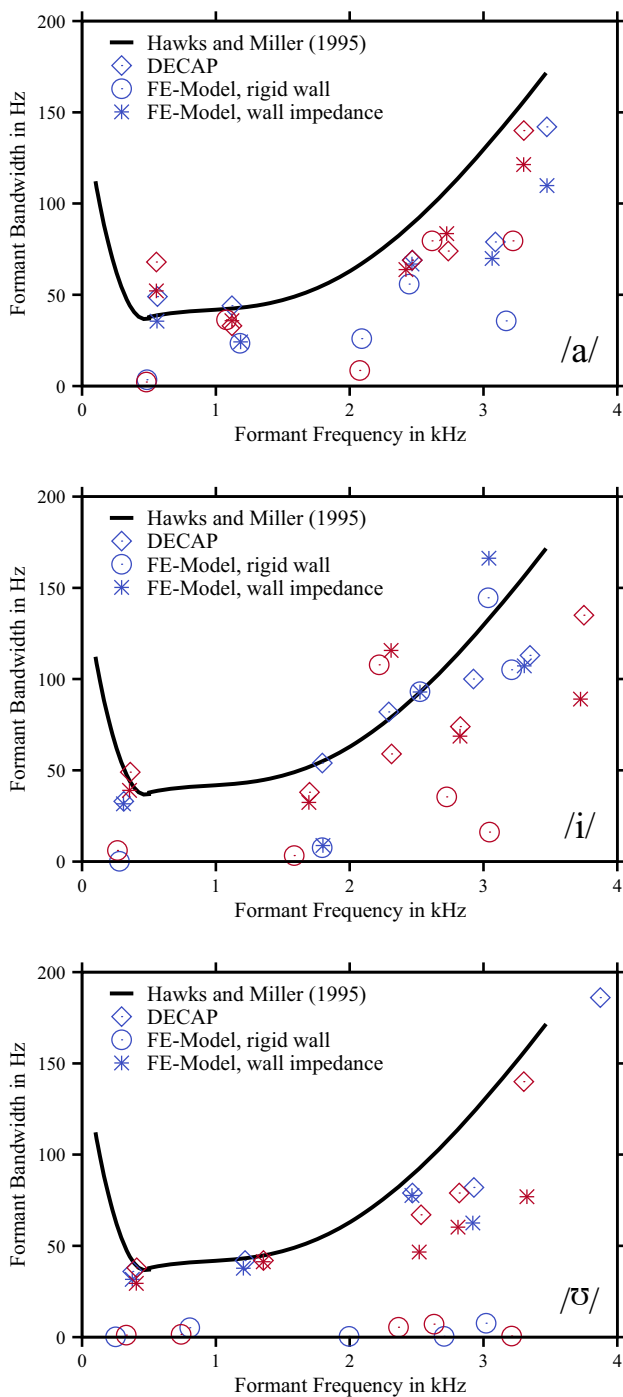 200
150
100
50
0
Formant Bandwidth in Hz
Hawks and Miller (1995)
DECAP
FE-Model, rigid wall
FE-Model, wall impedance
/a/
0 1 2 3 4
Formant Frequency in kHz
200
150
100
50
0
Formant Bandwidth in Hz
Hawks and Miller (1995)
DECAP
FE-Model, rigid wall
FE-Model, wall impedance
/i/
0 1 2 3 4
Formant Frequency in kHz
200
150
100
50
0
Formant Bandwidth in Hz
Hawks and Miller (1995)
DECAP
FE-Model, rigid wall
FE-Model, wall impedance
/ʊ/
0 1 2 3 4
Formant Frequency in kHz